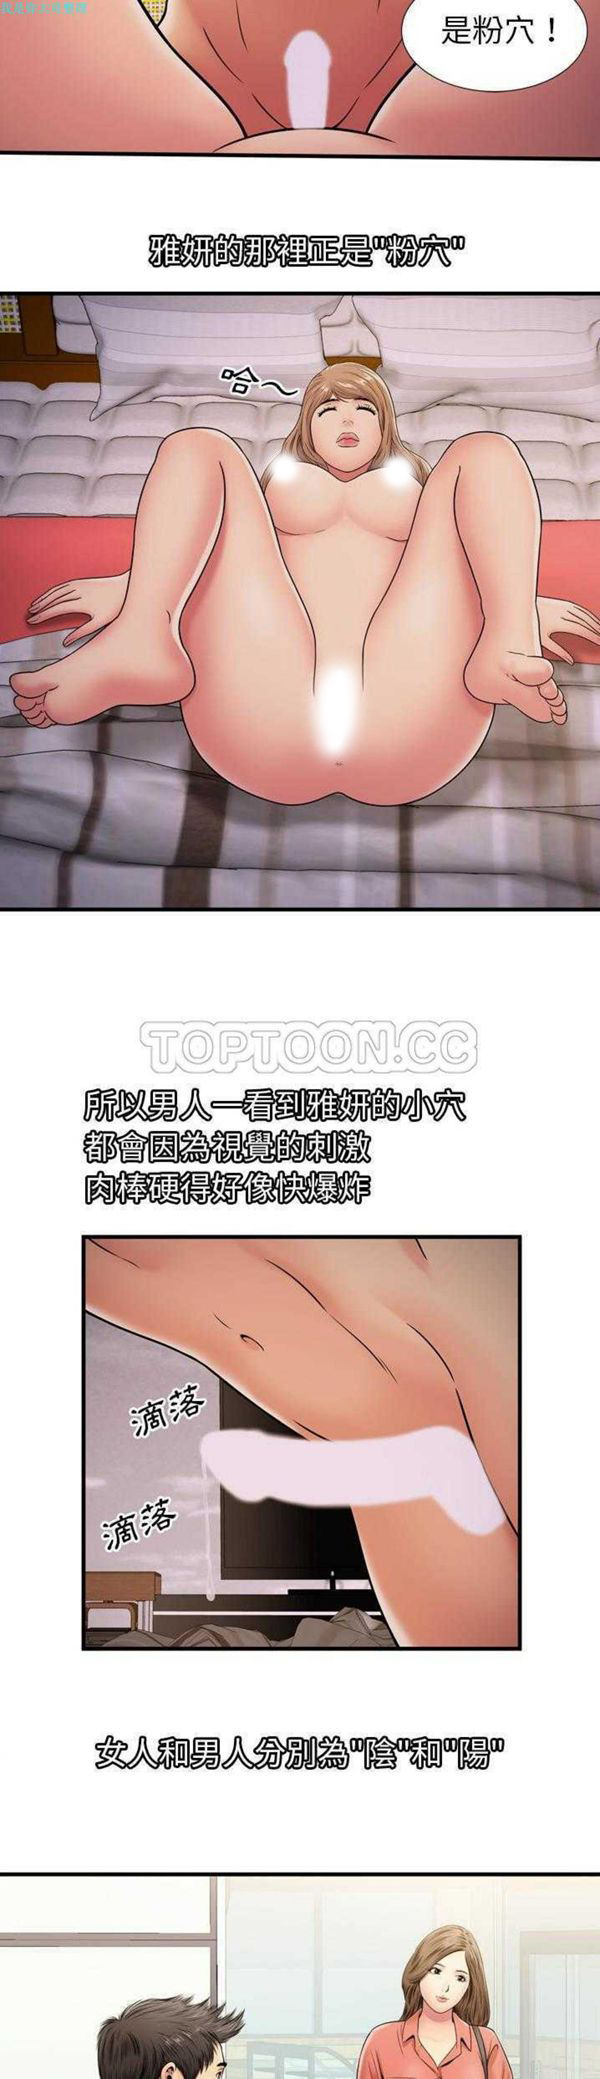 是粉穴！
雅妍的那裡正是"粉穴"
哈～
TOPTOON.CC
所以男人一看到雅妍的小穴
都會因為視覺的刺激
肉棒硬得好像快爆炸
滴落
滴落
女人和男人分別為"陰"和"陽"